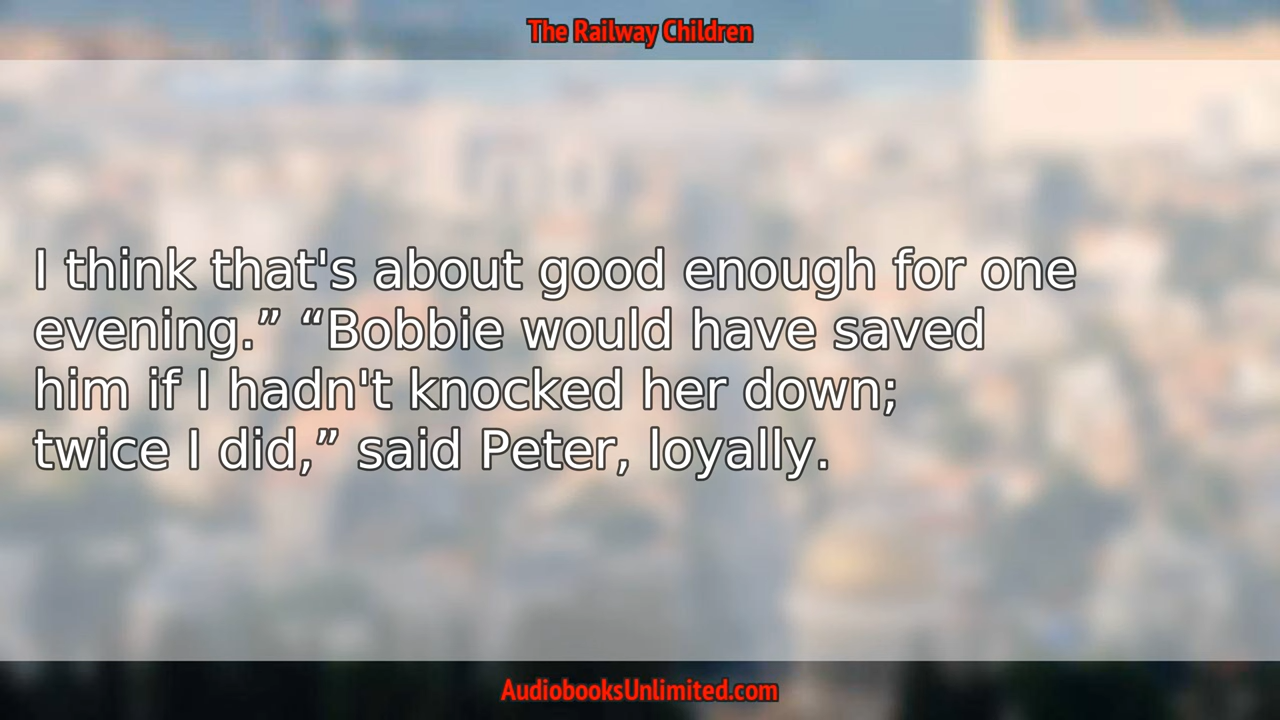 The Railway Children
I think that's about good enough for one
evening.” “Bobbie would have saved
him if I hadn't knocked her down;
twice I did,” said Peter, loyally.
AudiobooksUnlimited.com